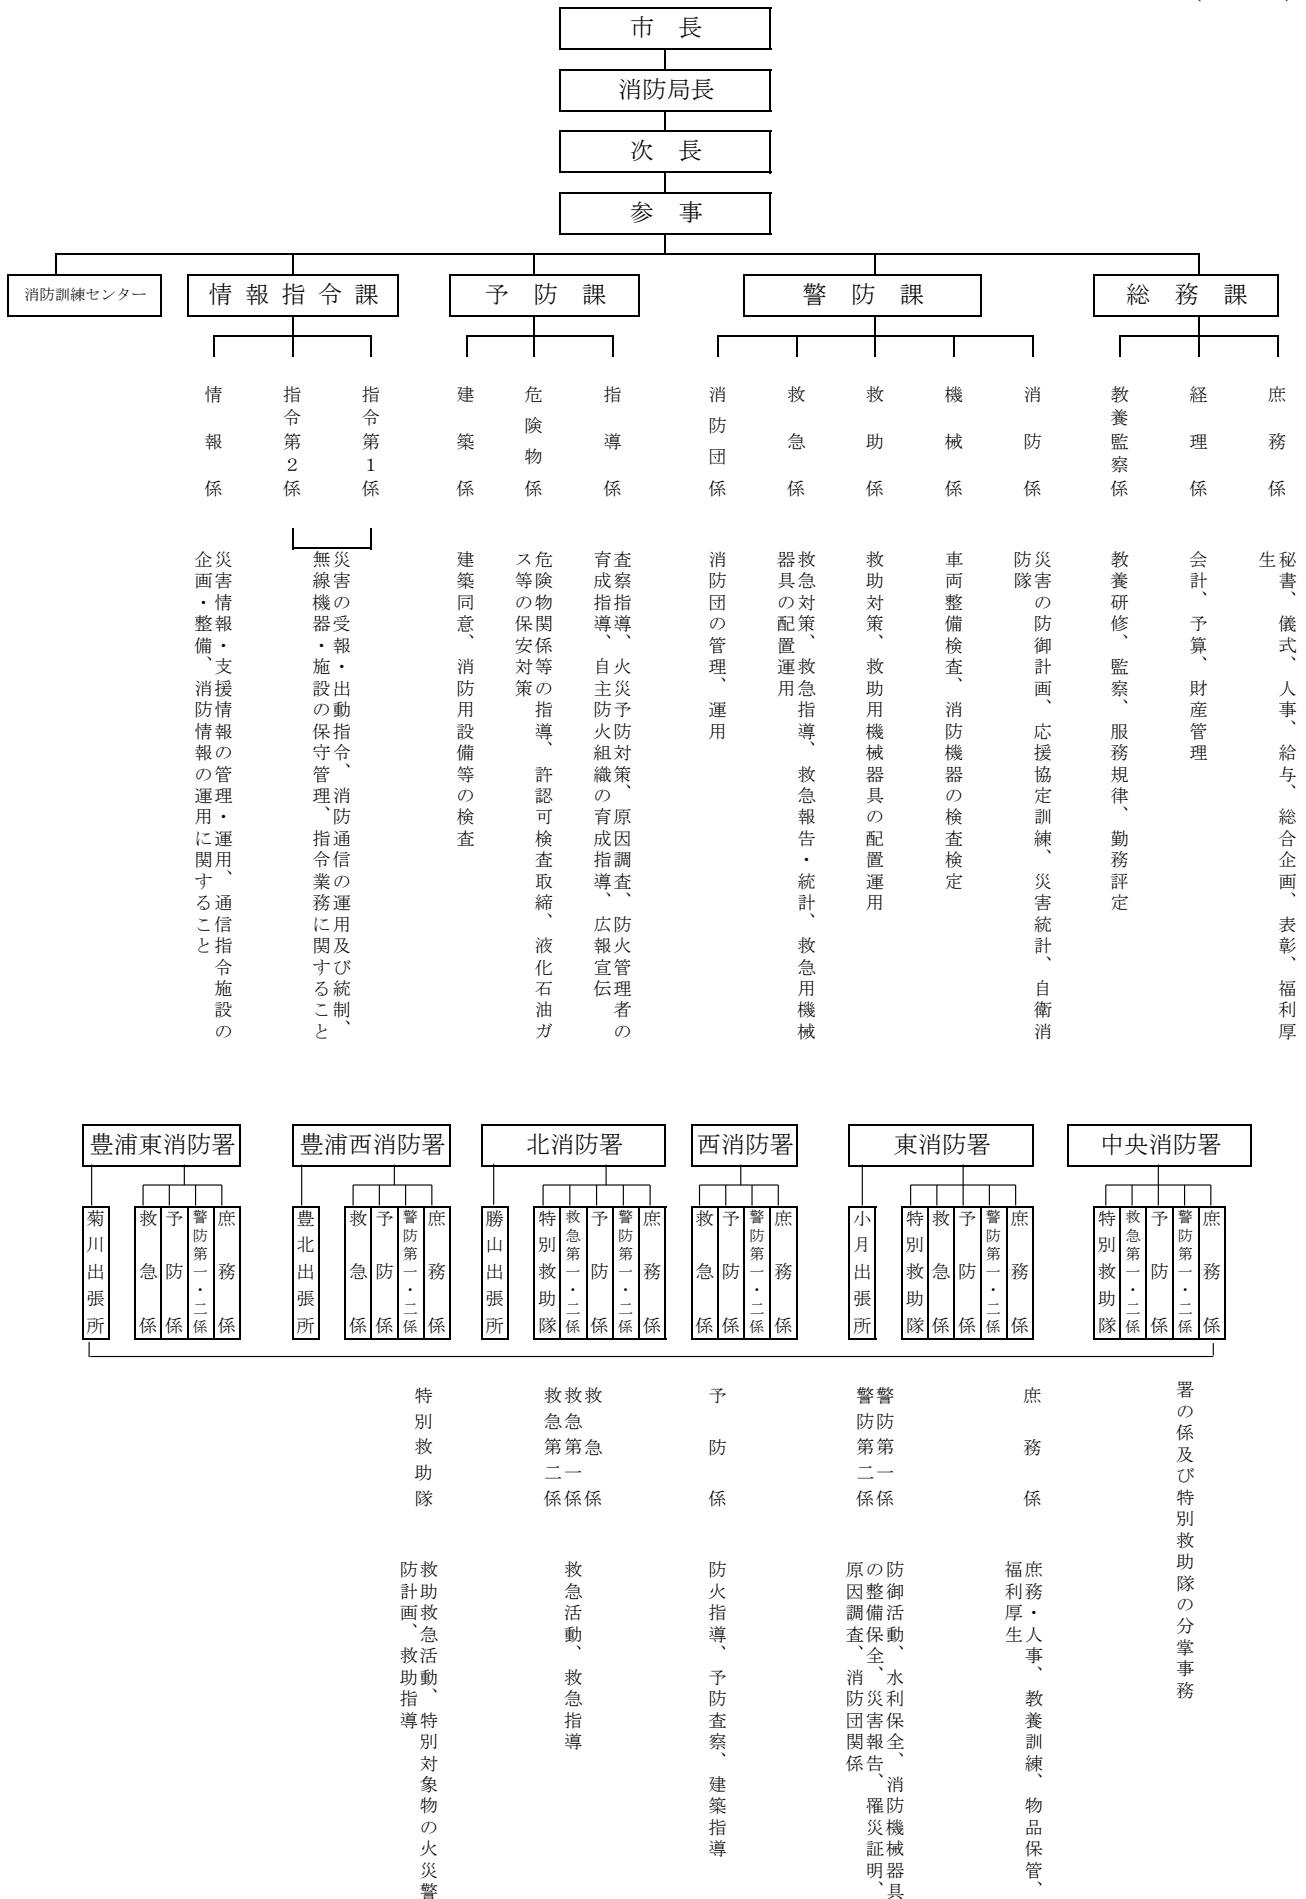 市長
消防局長
次長
参事
総務課
警防課
予防課
情報指令課
消防訓練センター
庶務係
経理係
教養監察係
消防係
機械係
救助係
救急係
消防団係
指導係
危険物係
建築係
指令第1係
指令第2係
情報係
秘書、儀式、人事、給与、総合企画、表彰、福利厚
生
会計、予算、財産管理
教養研修、監察、服務規律、勤務評定
災害の防御計画、応援協定訓練、災害統計、自衛消
防隊
車両整備検査、消防機器の検査検定
救助対策、救助用機械器具の配置運用
救急対策、救急指導、救急報告・統計、救急用機械
器具の配置運用
消防団の管理、運用
査察指導、火災予防対策、原因調査、防火管理者の
育成指導、自主防火組織の育成指導、広報宣伝
危険物関係等の指導、許認可検査取締、液化石油ガ
ス等の保安対策
建築同意、消防用設備等の検査
災害の受報・出動指令、消防通信の運用及び統制、
無線機器・施設の保守管理、指令業務に関すること
災害情報・支援情報の管理・運用、通信指令施設の
企画・整備、消防情報の運用に関すること
中央消防署
庶務係
警防第一・二係
予防係
救急第一・二係
特別救助隊
東消防署
庶務係
警防第一・二係
予防係
救急係
特別救助隊
小月出張所
西消防署
庶務係
警防第一・二係
予防係
救急係
北消防署
庶務係
警防第一・二係
予防係
救急第一・二係
特別救助隊
勝山出張所
豊浦西消防署
庶務係
警防第一・二係
予防係
救急係
豊北出張所
豊浦東消防署
庶務係
警防第一・二係
予防係
救急係
菊川出張所
署の係及び特別救助隊の分掌事務
庶務係
庶務・人事、教養訓練、物品保管、
福利厚生
警防第一係
警防第二係
防御活動、水利保全、消防機械器具
の整備保全、災害報告、罹災証明、
原因調査、消防団関係
予防係
防火指導、予防査察、建築指導
救急係
救急第一係
救急第二係
救急活動、救急指導
特別救助隊
救助救急活動、特別対象物の火災警
防計画、救助指導